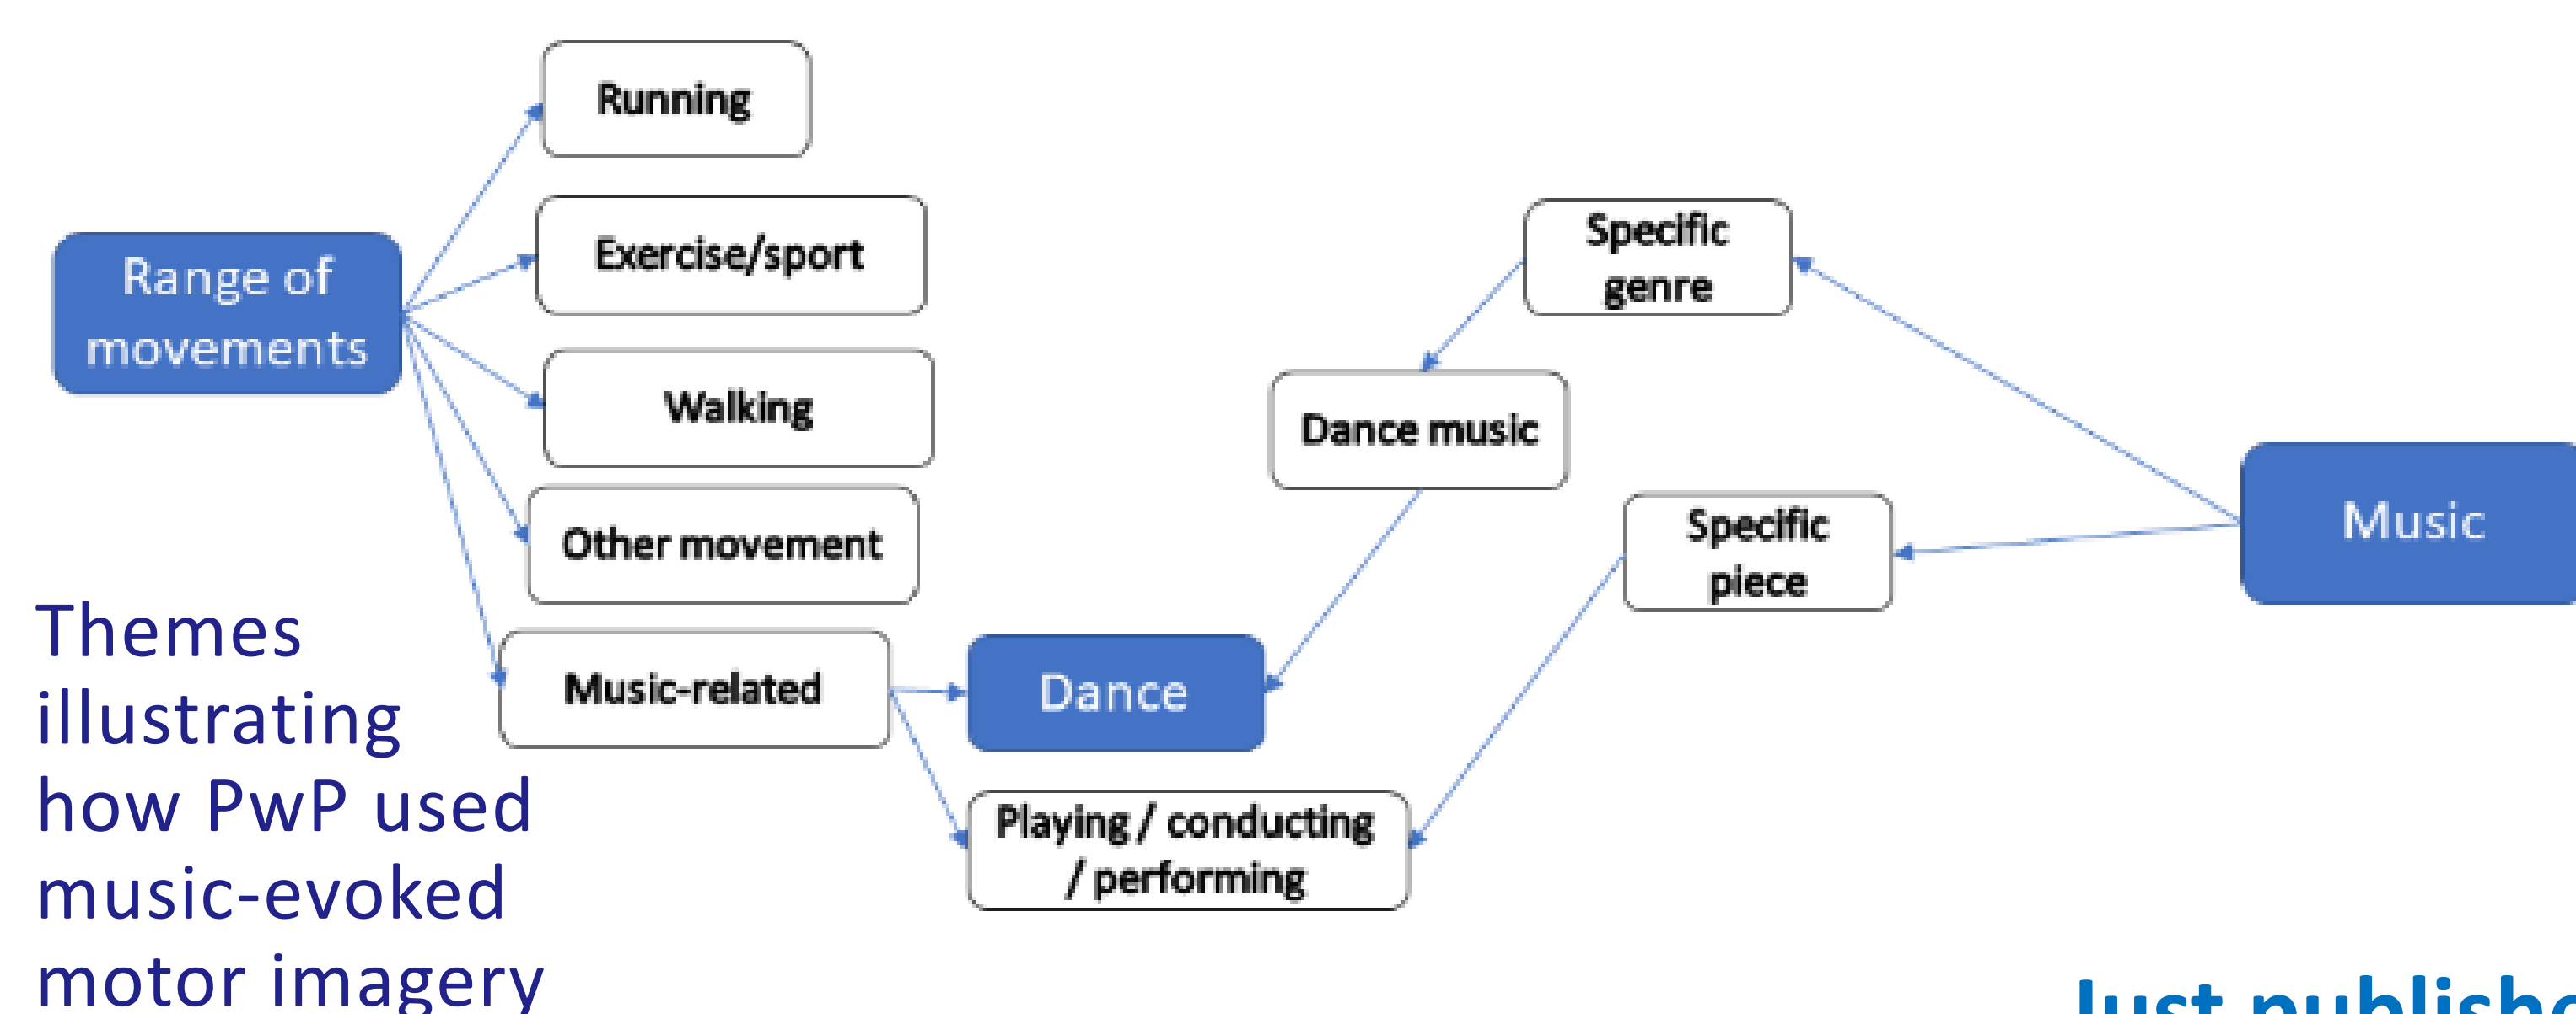 Running
Exercise/sport
Range of
movements
Walking
Other movement
Music-related
Dance
Playing / conducting
/ performing
Specific
genre
Dance music
Specific
piece
Music
Themes
illustrating
how PwP used
music-evoked
motor imagery
Just